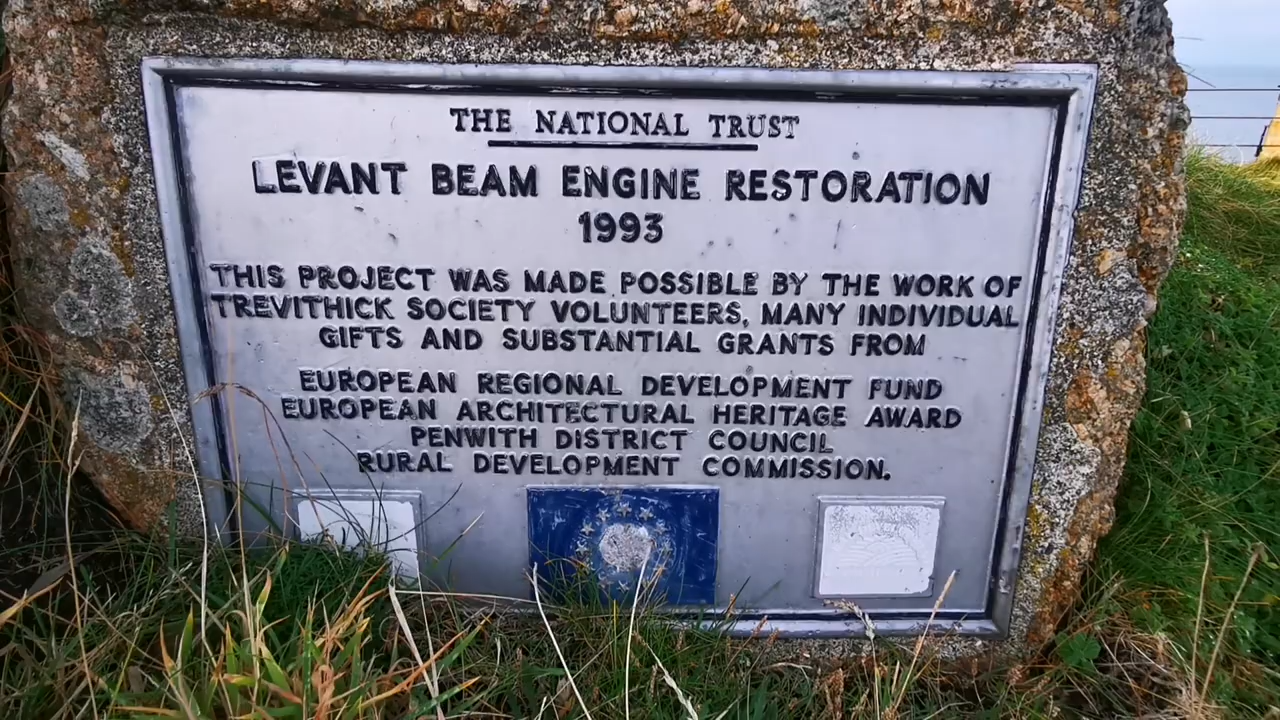 THE NATIONAL TRUST
LEVANT BEAM ENGINE RESTORATION
1993
THIS PROJECT WAS MADE POSSIBLE BY THE WORK OF
TREVITHICK SOCIETY VOLUNTEERS, MANY INDIVIDUAL
GIFTS AND SUBSTANTIAL GRANTS FROM
EUROPEAN REGIONAL DEVELOPMENT FUND
EUROPEAN ARCHITECTURAL HERITAGE AWARD
PENWITH DISTRICT COUNCIL
RURAL DEVELOPMENT COMMISSION.